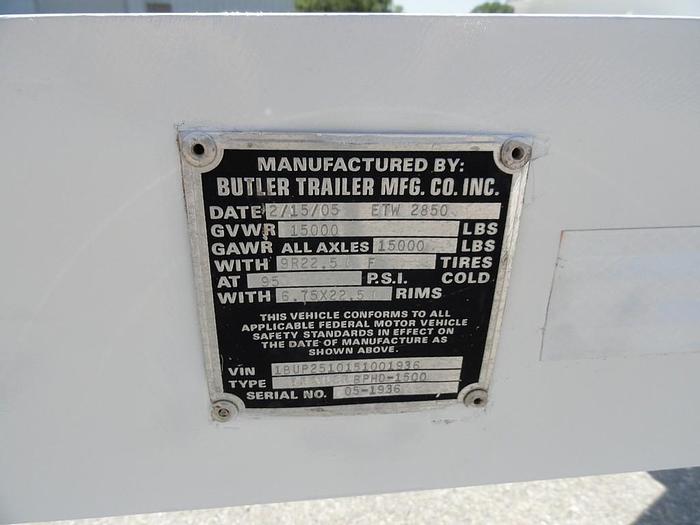 MANUFACTURED BY:
BUTLER TRAILER MFG. CO. INC.
DATE 2/15/05 ETW 2850
GVWR 15000 LBS
GAWR ALL AXLES 15000 LBS
WITH 9R22.5 F TIRES
AT 95 P.S.I. COLD
WITH 6.75X22.5 RIMS
THIS VEHICLE CONFORMS TO ALL
APPLICABLE FEDERAL MOTOR VEHICLE
SAFETY STANDARDS IN EFFECT ON
THE DATE OF MANUFACTURE AS
SHOWN ABOVE.
VIN 1BUP2510151001936
TYPE TRAILER BPHD-1500
SERIAL NO. 05-1936